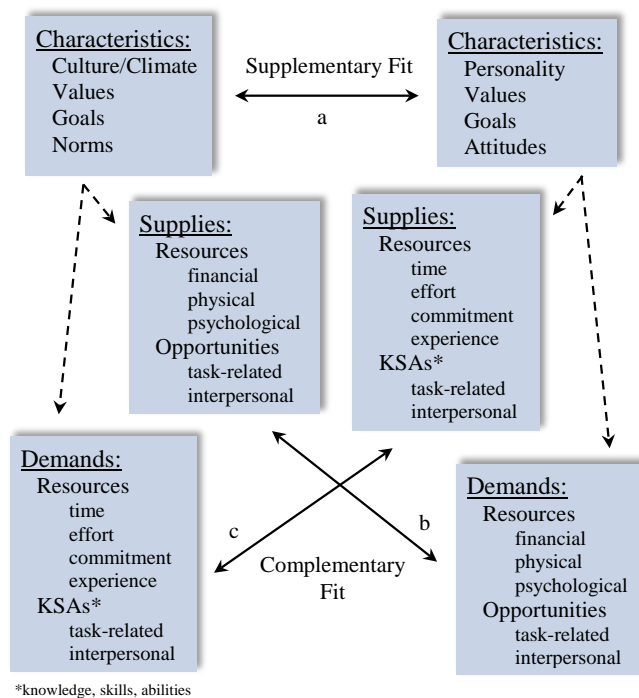 Characteristics:
Culture/Climate
Values
Goals
Norms
Supplementary Fit
a
Characteristics:
Personality
Values
Goals
Attitudes
Supplies:
Resources
financial
physical
psychological
Opportunities
task-related
interpersonal
Supplies:
Resources
time
effort
commitment
experience
KSAs*
task-related
interpersonal
Demands:
Resources
time
effort
commitment
experience
KSAs*
task-related
interpersonal
c
b
Complementary
Fit
Demands:
Resources
financial
physical
psychological
Opportunities
task-related
interpersonal
*knowledge, skills, abilities